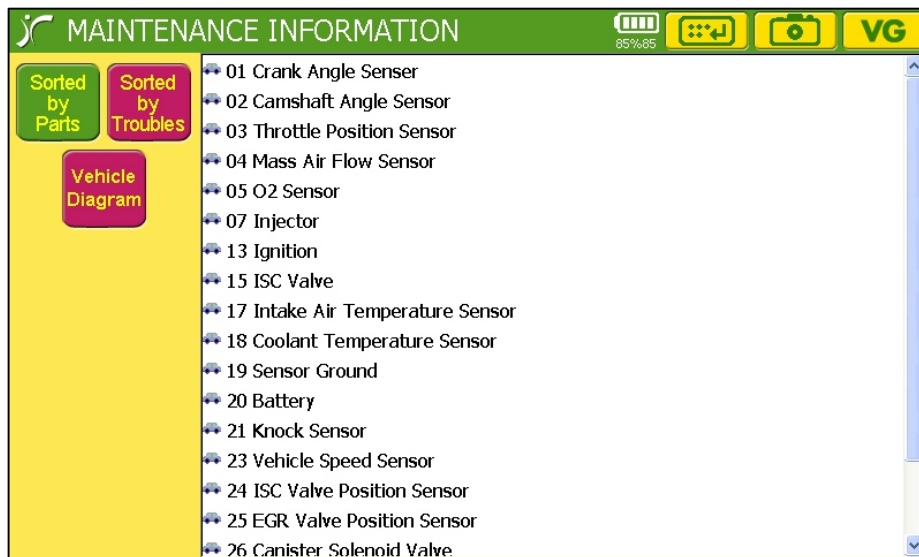 MAINTENANCE INFORMATION
85%85
VG
Sorted
by
Parts
Sorted
by
Troubles
Vehicle
Diagram
01 Crank Angle Senser
02 Camshaft Angle Sensor
03 Throttle Position Sensor
04 Mass Air Flow Sensor
05 O2 Sensor
07 Injector
13 Ignition
15 ISC Valve
17 Intake Air Temperature Sensor
18 Coolant Temperature Sensor
19 Sensor Ground
20 Battery
21 Knock Sensor
23 Vehicle Speed Sensor
24 ISC Valve Position Sensor
25 EGR Valve Position Sensor
26 Canister Solenoid Valve